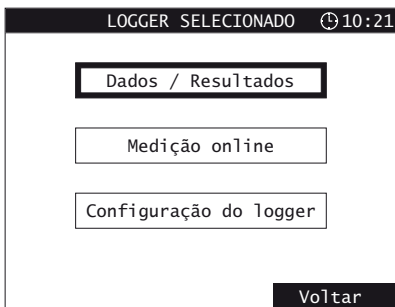 LOGGER SELECIONADO 10:21
Dados / Resultados
Medição online
Configuração do logger
Voltar